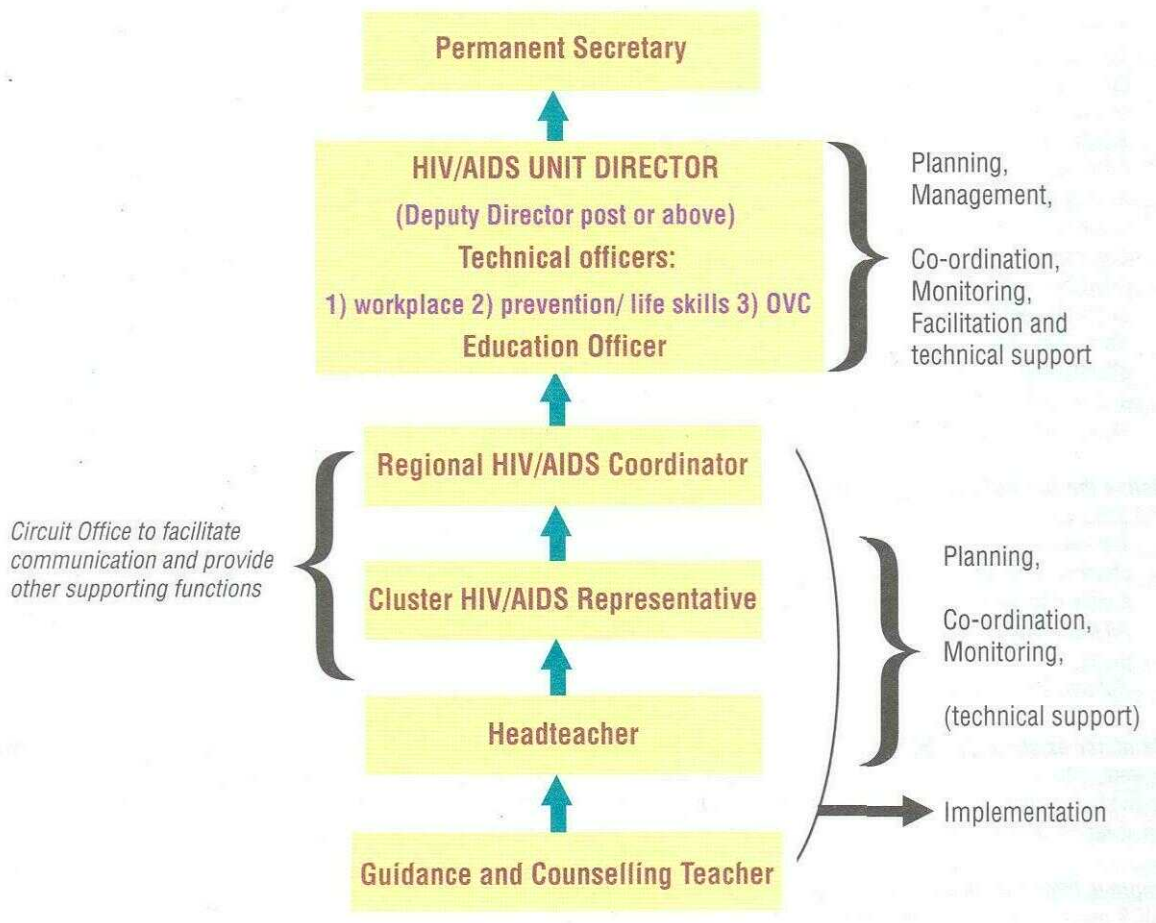 Permanent Secretary
HIV/AIDS UNIT DIRECTOR
(Deputy Director post or above)
Technical officers:
1) workplace 2) prevention/ life skills 3) OVC
Education Officer
Planning,
Management,
Co-ordination,
Monitoring,
Facilitation and
technical support
Regional HIV/AIDS Coordinator
Cluster HIV/AIDS Representative
Headteacher
Guidance and Counselling Teacher
Circuit Office to facilitate
communication and provide
other supporting functions
Planning,
Co-ordination,
Monitoring,
(technical support)
Implementation